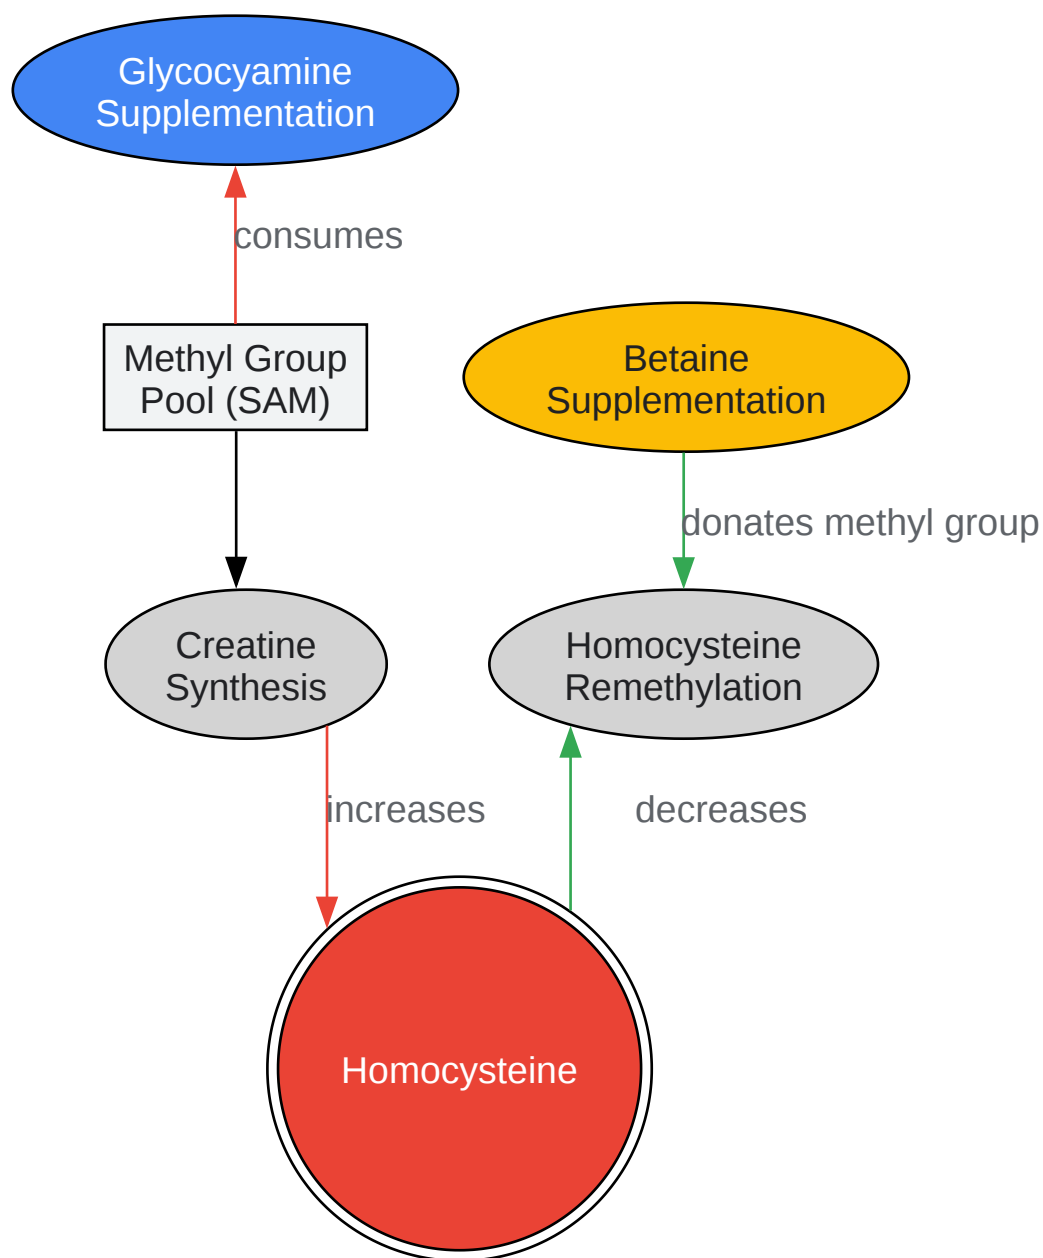 Glycocyamine
Supplementation
consumes
Methyl Group
Pool (SAM)
Betaine
Supplementation
donates methyl group
Creatine
Synthesis
Homocysteine
Remethylation
increases
decreases
Homocysteine